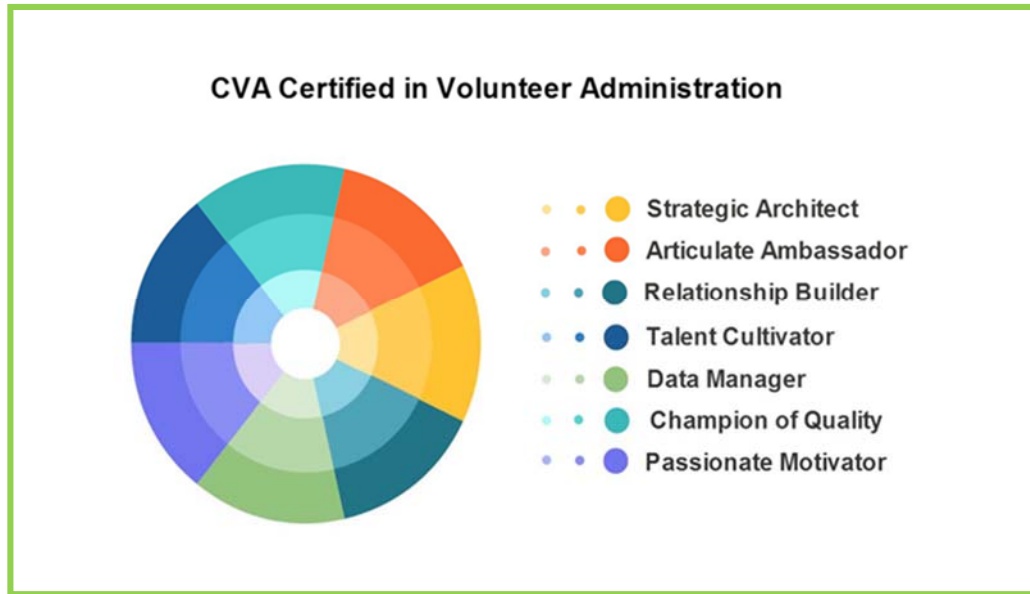 CVA Certified in Volunteer Administration
Strategic Architect
Articulate Ambassador
Relationship Builder
Talent Cultivator
Data Manager
Champion of Quality
Passionate Motivator